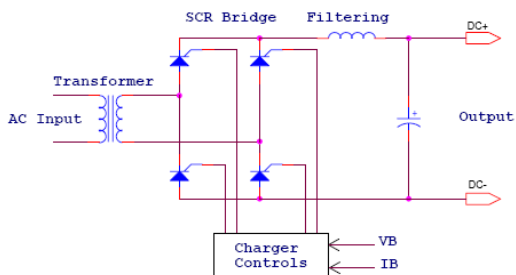 SCR Bridge
Filtering
DC+
Transformer
AC Input
+
Output
DC-
Charger
Controls
VB
IB